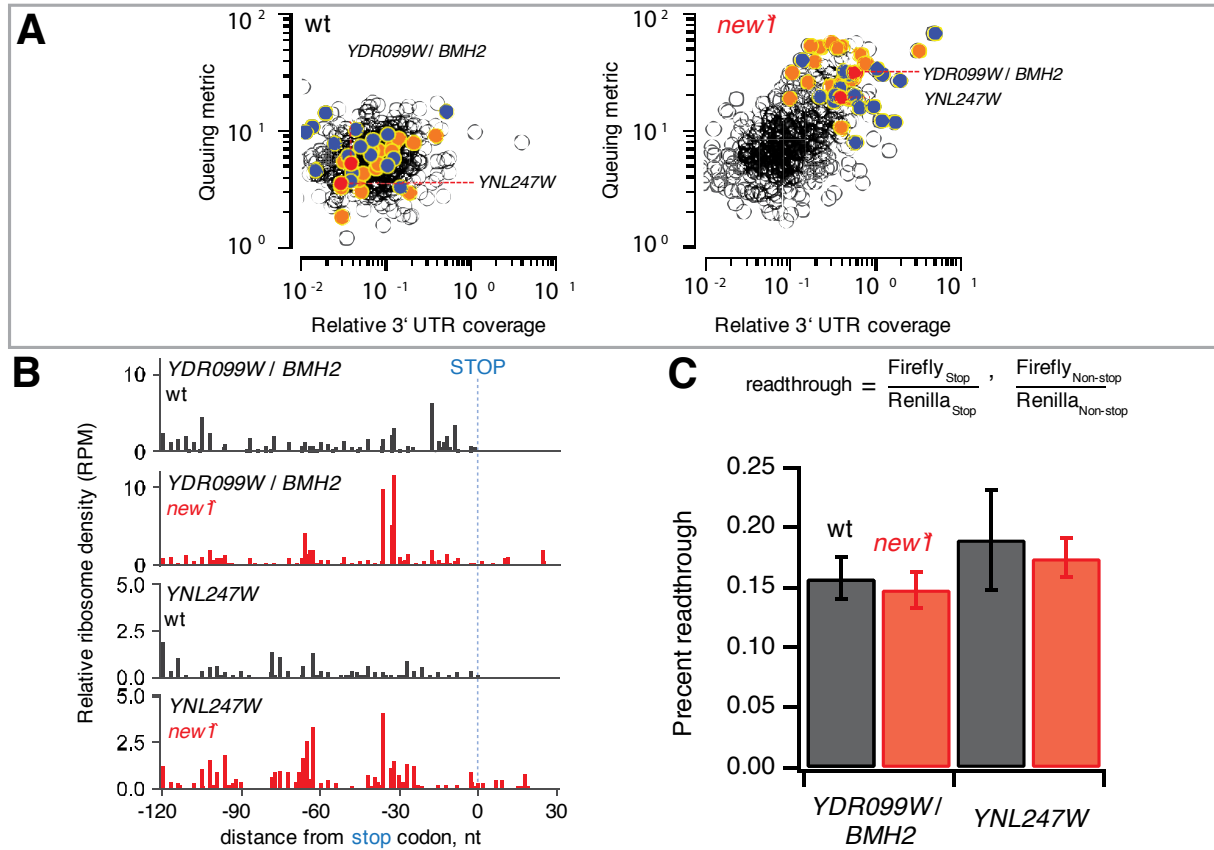 A
wt
YDR099W / BMH2
YNL247W
Queuing metric
10 2
10 1
10 0
10 -2
10 -1
10 0
10 1
Relative 3‘ UTR coverage
new1
YDR099W / BMH2
YNL247W
Queuing metric
10 2
10 1
10 0
10 -2
10 -1
10 0
10 1
Relative 3‘ UTR coverage
B
STOP
Relative ribosome density (RPM)
YDR099W / BMH2
wt
10
0
YDR099W / BMH2
new1
10
0
YNL247W
wt
5.0
2.5
0.0
YNL247W
new1
5.0
2.5
0.0
-120
-90
-60
-30
0
30
distance from stop codon, nt
C
readthrough = Firefly Stop , Firefly Non-stop
Renilla Stop Renilla Non-stop
Precent readthrough
0.25
0.20
0.15
0.10
0.05
0.00
wt
new1
YDR099W /
BMH2
YNL247W